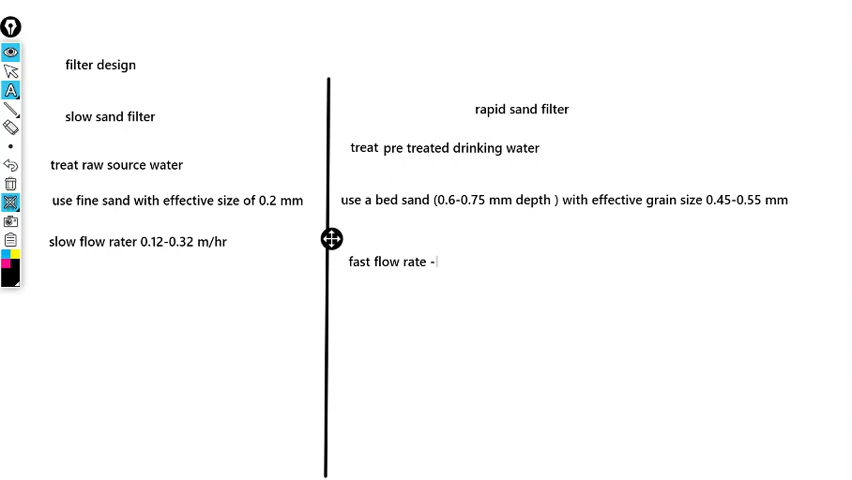 filter design
slow sand filter
treat raw source water
use fine sand with effective size of 0.2 mm
slow flow rater 0.12-0.32 m/hr
rapid sand filter
treat pre treated drinking water
use a bed sand (0.6-0.75 mm depth ) with effective grain size 0.45-0.55 mm
fast flow rate -